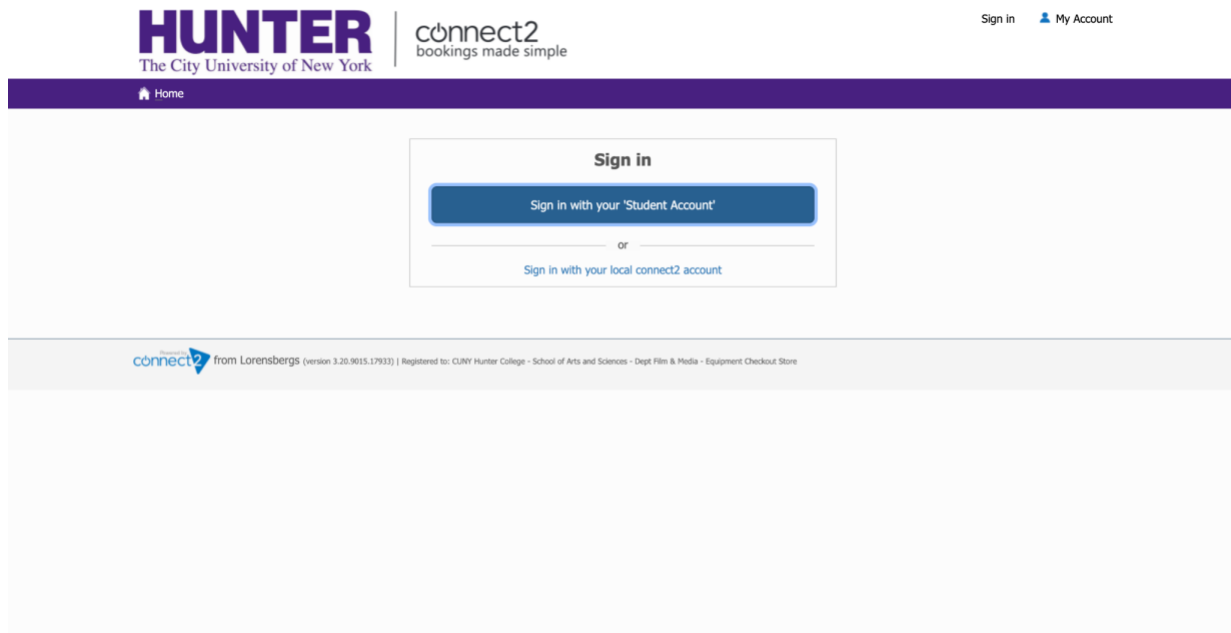 HUNTER
The City University of New York
connect2
bookings made simple
Sign in
My Account
Home
Sign in
Sign in with your 'Student Account'
or
Sign in with your local connect2 account
Powered by
connect2 from Lorensbergs (version 3.20.9015.17933) | Registered to: CUNY Hunter College - School of Arts and Sciences - Dept Film & Media - Equipment Checkout Store